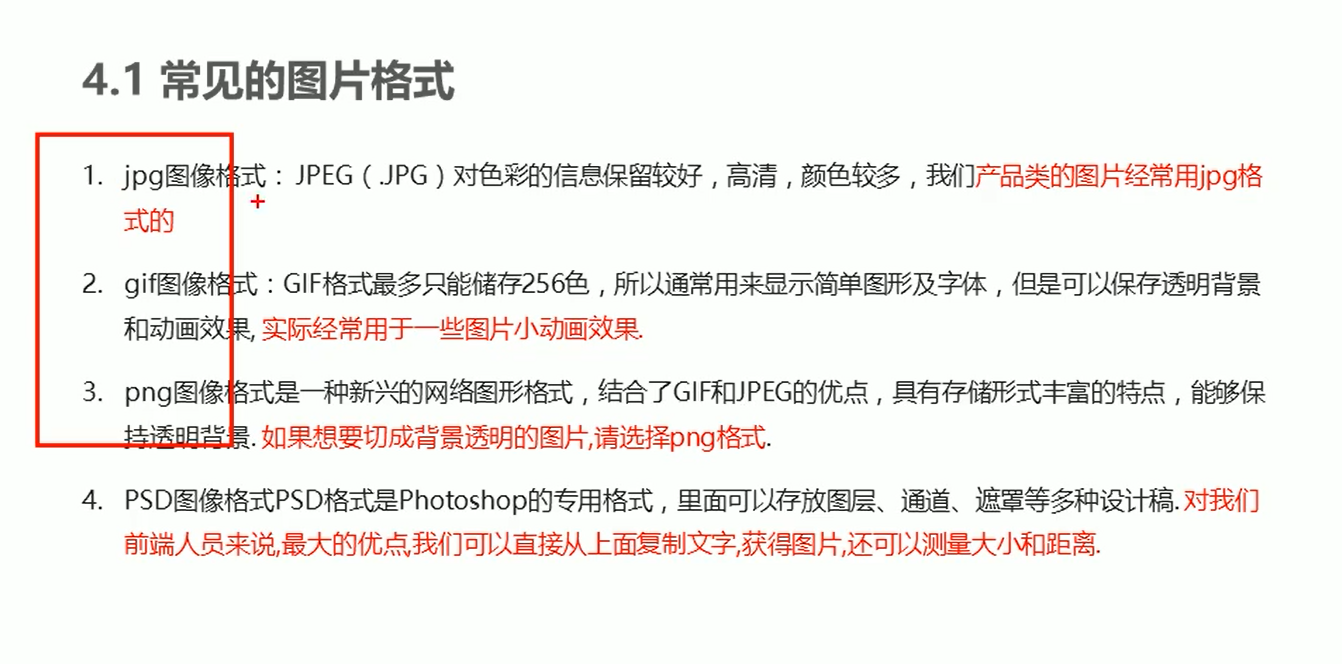 4.1 常见的图片格式
1. jpg图像格式：JPEG（.JPG）对色彩的信息保留较好，高清，颜色较多，我们产品类的图片经常用jpg格
式的
2. gif图像格式：GIF格式最多只能储存256色，所以通常用来显示简单图形及字体，但是可以保存透明背景
和动画效果, 实际经常用于一些图片小动画效果.
3. png图像格式是一种新兴的网络图形格式，结合了GIF和JPEG的优点，具有存储形式丰富的特点，能够保
持透明背景. 如果想要切成背景透明的图片,请选择png格式.
4. PSD图像格式PSD格式是Photoshop的专用格式，里面可以存放图层、通道、遮罩等多种设计稿. 对我们
前端人员来说,最大的优点,我们可以直接从上面复制文字,获得图片,还可以测量大小和距离.